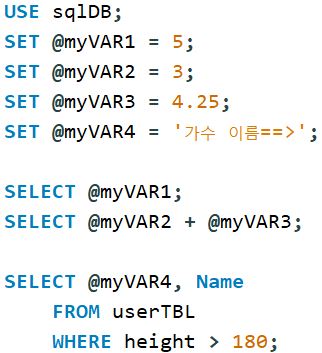 USE sqlDB;
SET @myVAR1 = 5;
SET @myVAR2 = 3;
SET @myVAR3 = 4.25;
SET @myVAR4 = '가수 이름==>';
SELECT @myVAR1;
SELECT @myVAR2 + @myVAR3;
SELECT @myVAR4, Name
FROM userTBL
WHERE height > 180;